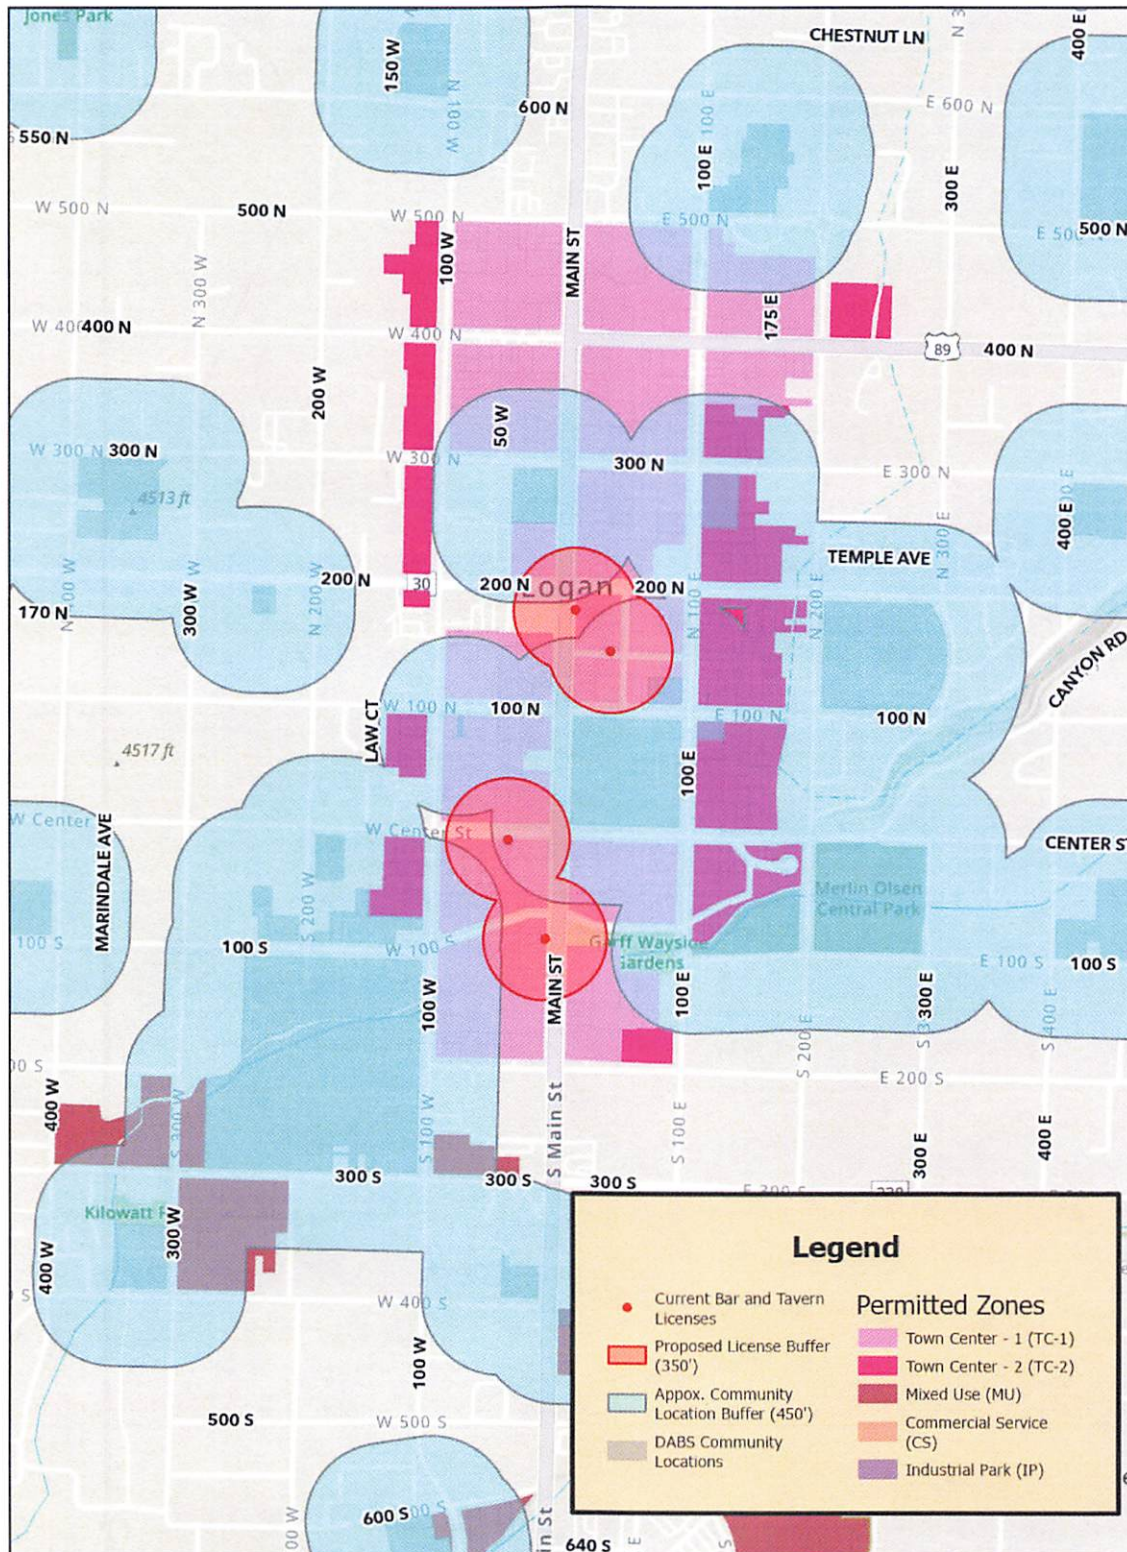 Jones Park
CHESTNUT LN
400 E
150 W
N 100 W
600 N
100 E
E 600 N
550 N
100 E
300 E
W 500 N
500 N
W 500 N
E 500 N
500 N
MAIN ST
100 W
N 300 W
175 E
400 N
W 400 N
89
400 N
200 W
50 W
W 300 N
300 N
W 300 N
300 N
E 300 N
4513 ft
400 E
N 300 E
TEMPLE AVE
200 N
30
200 N
Logan
200 N
170 N
300 W
N 200 W
N 100 E
N 200 E
CANYON RD
LAW CT
W 100 N
100 N
E 100 N
100 N
4517 ft
100 E
W Center
MARINDALE AVE
W Center St
CENTER ST
S 200 W
Merlin Olsen
Central Park
100 S
100 S
W 100 S
Garff Wayside
Gardens
E 100 S
100 S
100 W
MAIN ST
100 E
300 E
S 200 E
S 400 E
E 200 S
400 W
S 300 W
S 100 W
S Main St
S 100 E
300 E
400 E
300 S
300 S
300 S
Kilowatt
300 W
400 W
W 400 S
100 W
500 S
W 500 S
600 S
640 S
Legend
Current Bar and Tavern
Licenses
Proposed License Buffer
(350')
Appox. Community
Location Buffer (450')
DABS Community
Locations
Permitted Zones
Town Center - 1 (TC-1)
Town Center - 2 (TC-2)
Mixed Use (MU)
Commercial Service
(CS)
Industrial Park (IP)